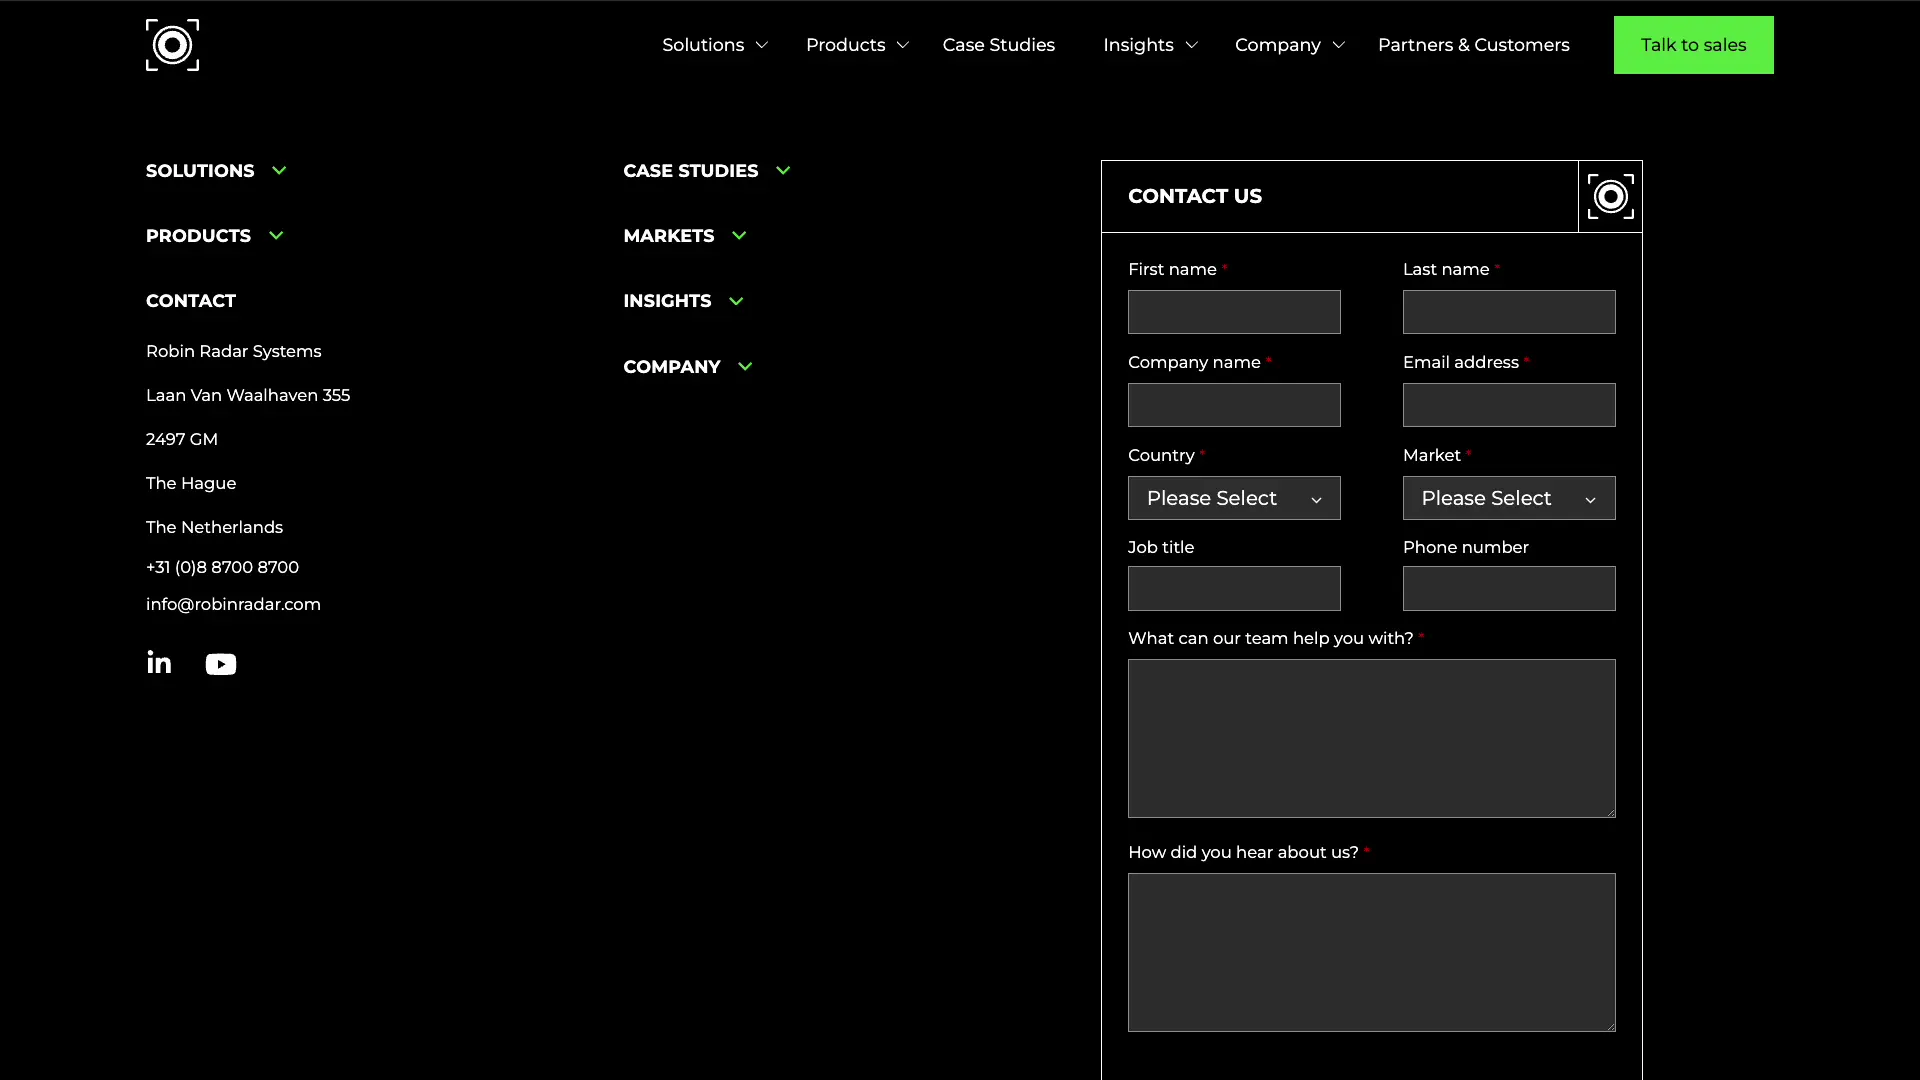 Solutions
Products
Case Studies
Insights
Company
Partners & Customers
Talk to sales
SOLUTIONS
PRODUCTS
CONTACT
Robin Radar Systems
Laan Van Waalhaven 355
2497 GM
The Hague
The Netherlands
+31 (0)8 8700 8700
info@robinradar.com
in
CASE STUDIES
MARKETS
INSIGHTS
COMPANY
CONTACT US
First name *
Last name *
Company name *
Email address *
Country *
Market *
Please Select
Please Select
Job title
Phone number
What can our team help you with? *
How did you hear about us? *